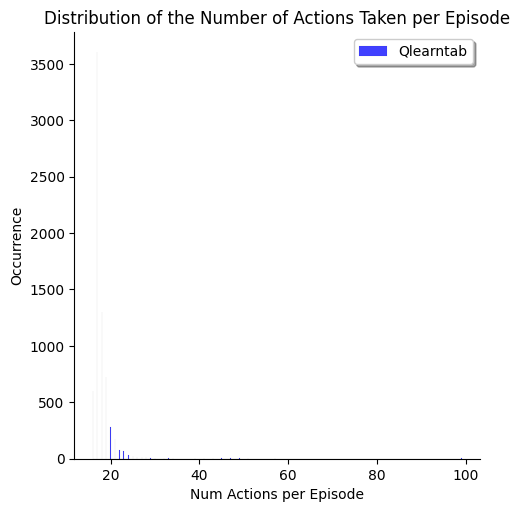 Distribution of the Number of Actions Taken per Episode
Qlearntab
3500
3000
2500
2000
1500
1000
500
0
Occurrence
20 40 60 80 100
Num Actions per Episode